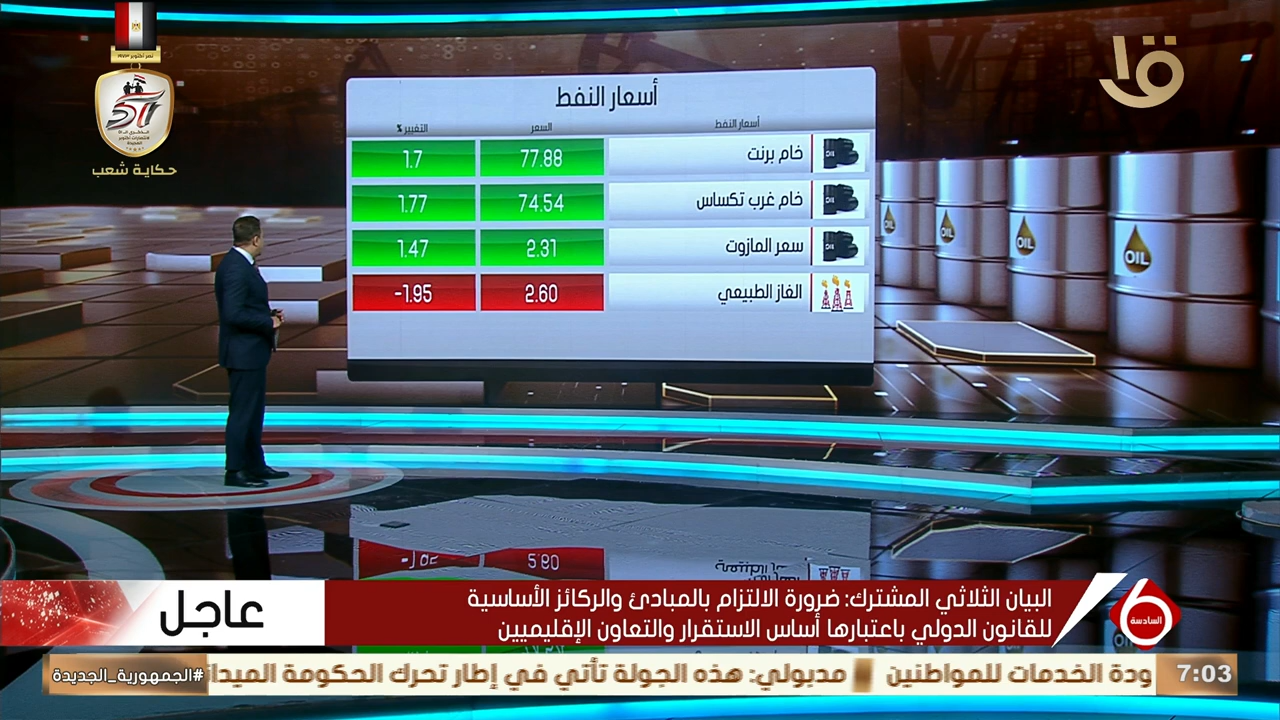 نصر أكتوبر
حكاية شعب
أسعار النفط
أسعار النفط السعر التغيير %
خام برنت 77.88 1.7
خام غرب تكساس 74.54 1.77
سعر المازوت 2.31 1.47
الغاز الطبيعي 2.60 -1.95
OIL
OIL
OIL
OIL
عاجل
البيان الثلاثي المشترك: ضرورة الالتزام بالمبادئ والركائز الأساسية
للقانون الدولي باعتبارها أساس الاستقرار والتعاون الإقليميين
السادسة
7:03
ودة الخدمات للمواطنين
مدبولي: هذه الجولة تأتي في إطار تحرك الحكومة الميدا
#الجمهورية_الجديدة